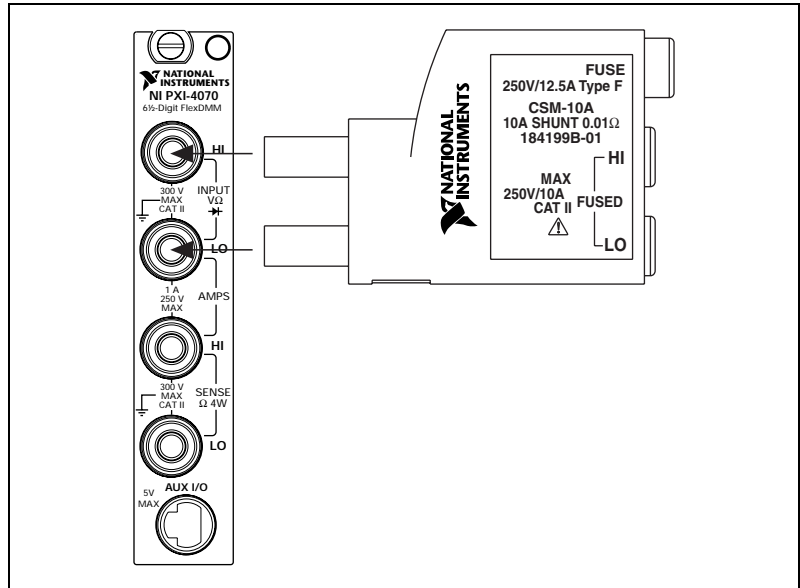 NATIONAL
INSTRUMENTS
NI PXI-4070
6½-Digit FlexDMM
HI
300 V
MAX
CAT II
INPUT
VΩ
LO
1 A
250 V
MAX
AMPS
HI
300 V
MAX
CAT II
SENSE
Ω 4W
LO
AUX I/O
5V
MAX
NATIONAL
INSTRUMENTS
FUSE
250V/12.5A Type F
CSM-10A
10A SHUNT 0.01Ω
184199B-01
HI
MAX
250V/10A
CAT II
FUSED
LO